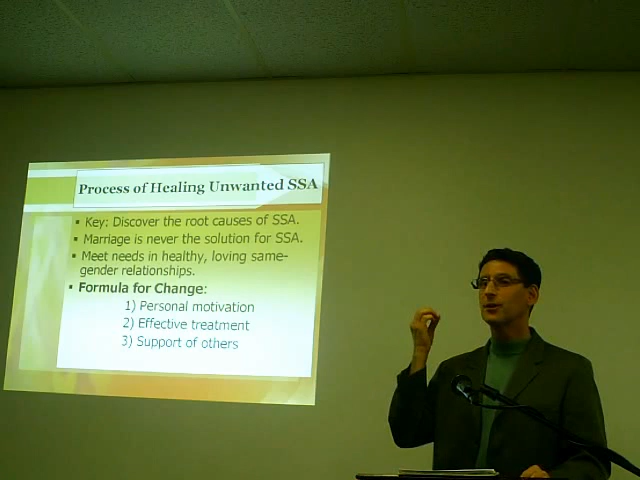 Process of Healing Unwanted SSA
▪ Key: Discover the root causes of SSA.
▪ Marriage is never the solution for SSA.
▪ Meet needs in healthy, loving same-
gender relationships.
▪ Formula for Change:
1) Personal motivation
2) Effective treatment
3) Support of others